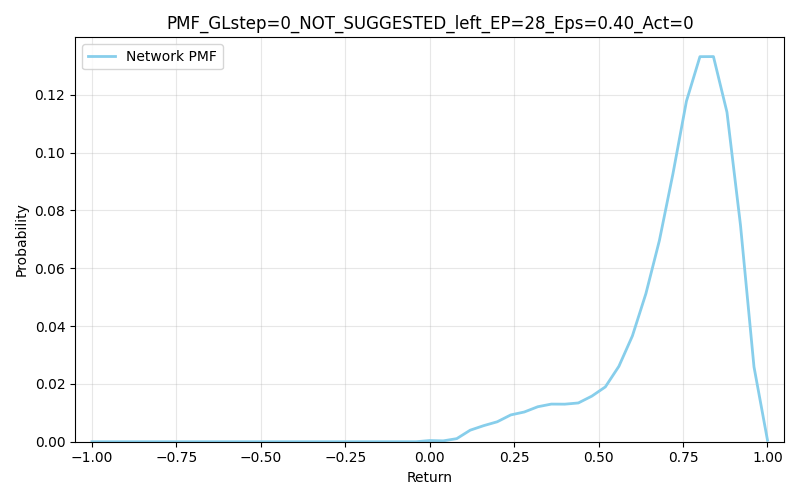 PMF_GLstep=0_NOT_SUGGESTED_left_EP=28_Eps=0.40_Act=0
Network PMF
0.12
0.10
0.08
0.06
0.04
0.02
0.00
Probability
−1.00 −0.75 −0.50 −0.25 0.00 0.25 0.50 0.75 1.00
Return